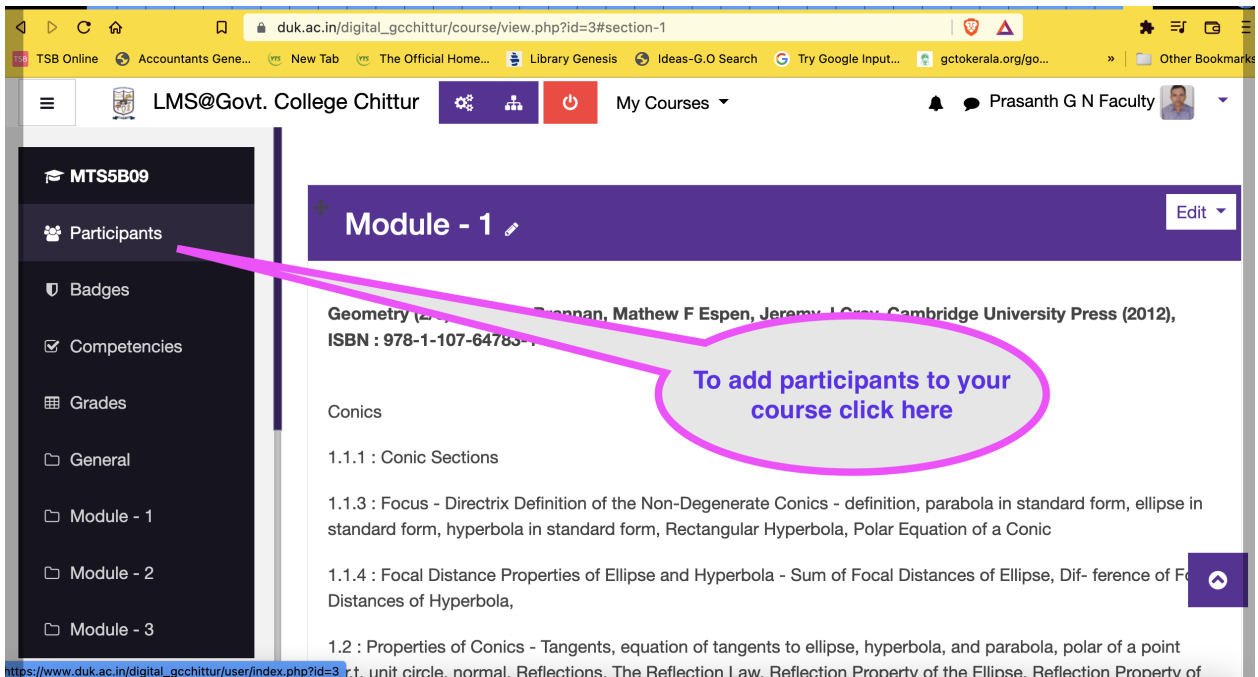 duk.ac.in/digital_gcchittur/course/view.php?id=3#section-1
TSB TSB Online Accountants Gene... YTS New Tab YTS The Official Home... Library Genesis Ideas-G.O Search Try Google Input... gctokerala.org/go... » Other Bookmarks
LMS@Govt. College Chittur My Courses Prasanth G N Faculty
MTS5B09
Participants
Badges
Competencies
Grades
General
Module - 1
Module - 2
Module - 3
https://www.duk.ac.in/digital_gcchittur/user/index.php?id=3
Module - 1
Edit
Geometry Brannan, Mathew F Espen, Jeremy J Gray, Cambridge University Press (2012),
ISBN : 978-1-107-64783-1
To add participants to your
course click here
Conics
1.1.1 : Conic Sections
1.1.3 : Focus - Directrix Definition of the Non-Degenerate Conics - definition, parabola in standard form, ellipse in
standard form, hyperbola in standard form, Rectangular Hyperbola, Polar Equation of a Conic
1.1.4 : Focal Distance Properties of Ellipse and Hyperbola - Sum of Focal Distances of Ellipse, Dif- ference of
Distances of Hyperbola,
1.2 : Properties of Conics - Tangents, equation of tangents to ellipse, hyperbola, and parabola, polar of a point
r.t. unit circle, normal, Reflections, The Reflection Law, Reflection Property of the Ellipse, Reflection Property of